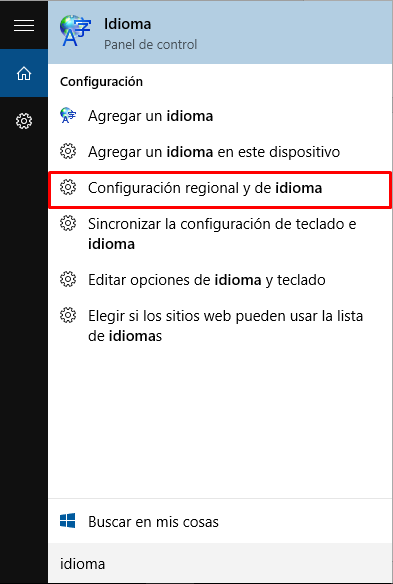 Idioma
Panel de control
Configuración
Agregar un idioma
Agregar un idioma en este dispositivo
Configuración regional y de idioma
Sincronizar la configuración de teclado e
idioma
Editar opciones de idioma y teclado
Elegir si los sitios web pueden usar la lista
de idiomas
Buscar en mis cosas
idioma